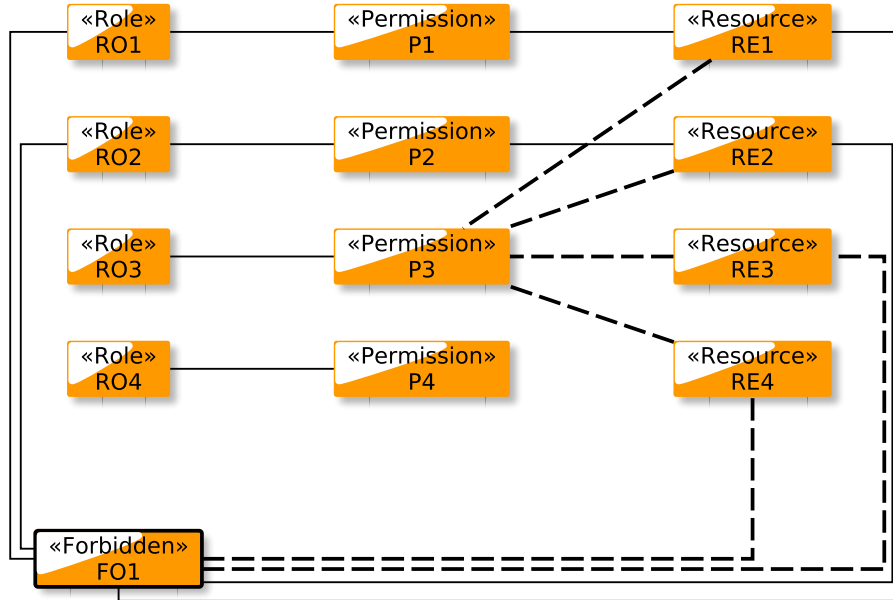 «Role»
RO1
«Permission»
P1
«Resource»
RE1
«Role»
RO2
«Permission»
P2
«Resource»
RE2
«Role»
RO3
«Permission»
P3
«Resource»
RE3
«Role»
RO4
«Permission»
P4
«Resource»
RE4
«Forbidden»
FO1